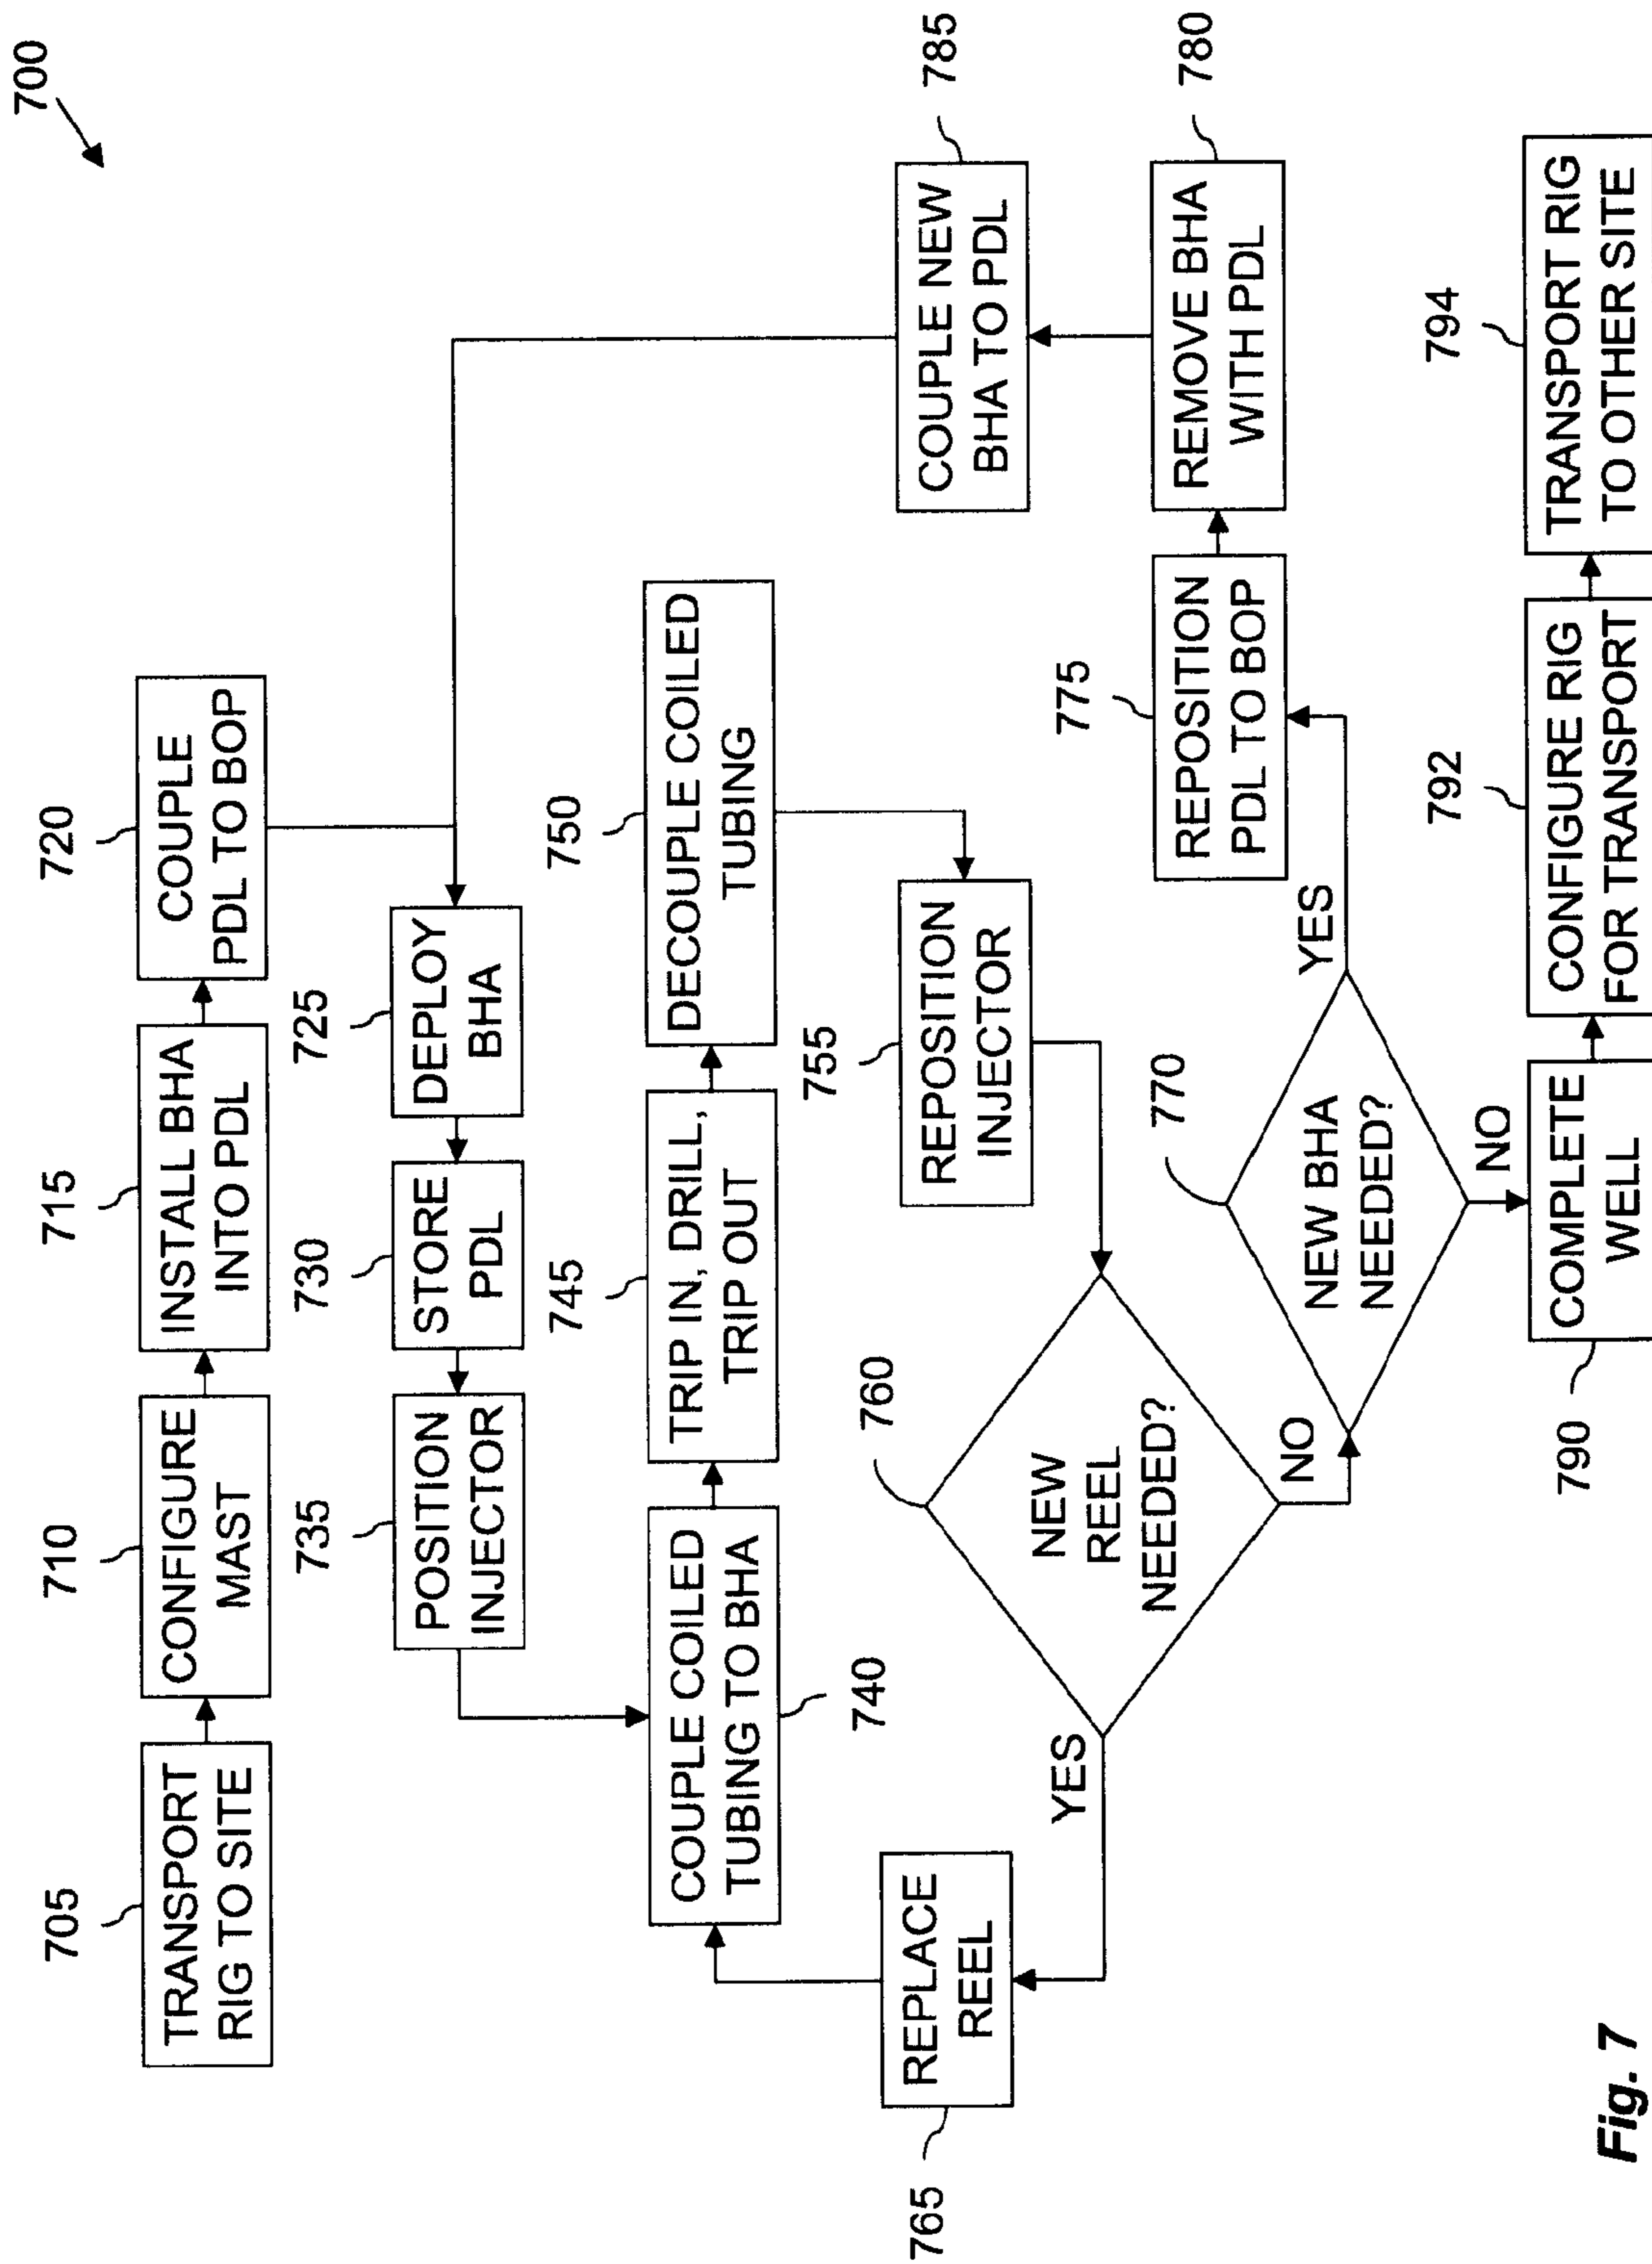 700
705
TRANSPORT
RIG TO SITE
710
CONFIGURE
MAST
715
INSTALL BHA
INTO PDL
720
COUPLE
PDL TO BOP
725
DEPLOY
BHA
730
STORE
PDL
735
POSITION
INJECTOR
740
COUPLE COILED
TUBING TO BHA
745
TRIP IN, DRILL,
TRIP OUT
750
DECOUPLE COILED
TUBING
755
REPOSITION
INJECTOR
760
NEW
REEL
NEEDED?
YES
NO
765
REPLACE
REEL
770
NEW BHA
NEEDED?
YES
NO
775
REPOSITION
PDL TO BOP
780
REMOVE BHA
WITH PDL
785
COUPLE NEW
BHA TO PDL
790
COMPLETE
WELL
792
CONFIGURE RIG
FOR TRANSPORT
794
TRANSPORT RIG
TO OTHER SITE
Fig. 7